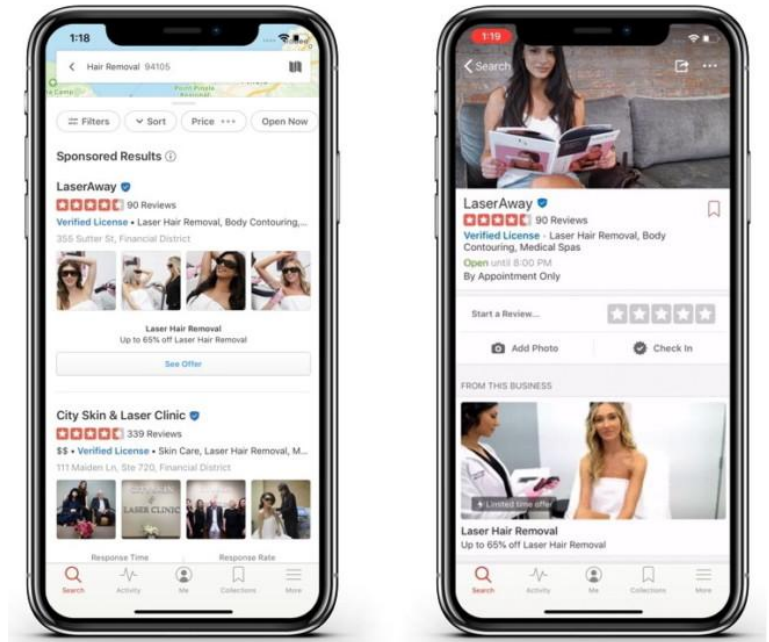 1:18
Hair Removal 94105
Point Pinole
Regional
Filters
Sort
Price
Open Now
Sponsored Results
LaserAway
90 Reviews
Verified License • Laser Hair Removal, Body Contouring,...
355 Sutter St, Financial District
Laser Hair Removal
Up to 65% off Laser Hair Removal
See Offer
City Skin & Laser Clinic
339 Reviews
$$ • Verified License • Skin Care, Laser Hair Removal, M...
111 Maiden Ln, Ste 720, Financial District
LASER CLINIC
Response Time
Response Rate
Search
Activity
Me
Collections
More
1:19
Search
LaserAway
90 Reviews
Verified License - Laser Hair Removal, Body
Contouring, Medical Spas
Open until 8:00 PM
By Appointment Only
Start a Review...
Add Photo
Check In
FROM THIS BUSINESS
Limited time offer
Laser Hair Removal
Up to 65% off Laser Hair Removal
Search
Activity
Me
Collections
More